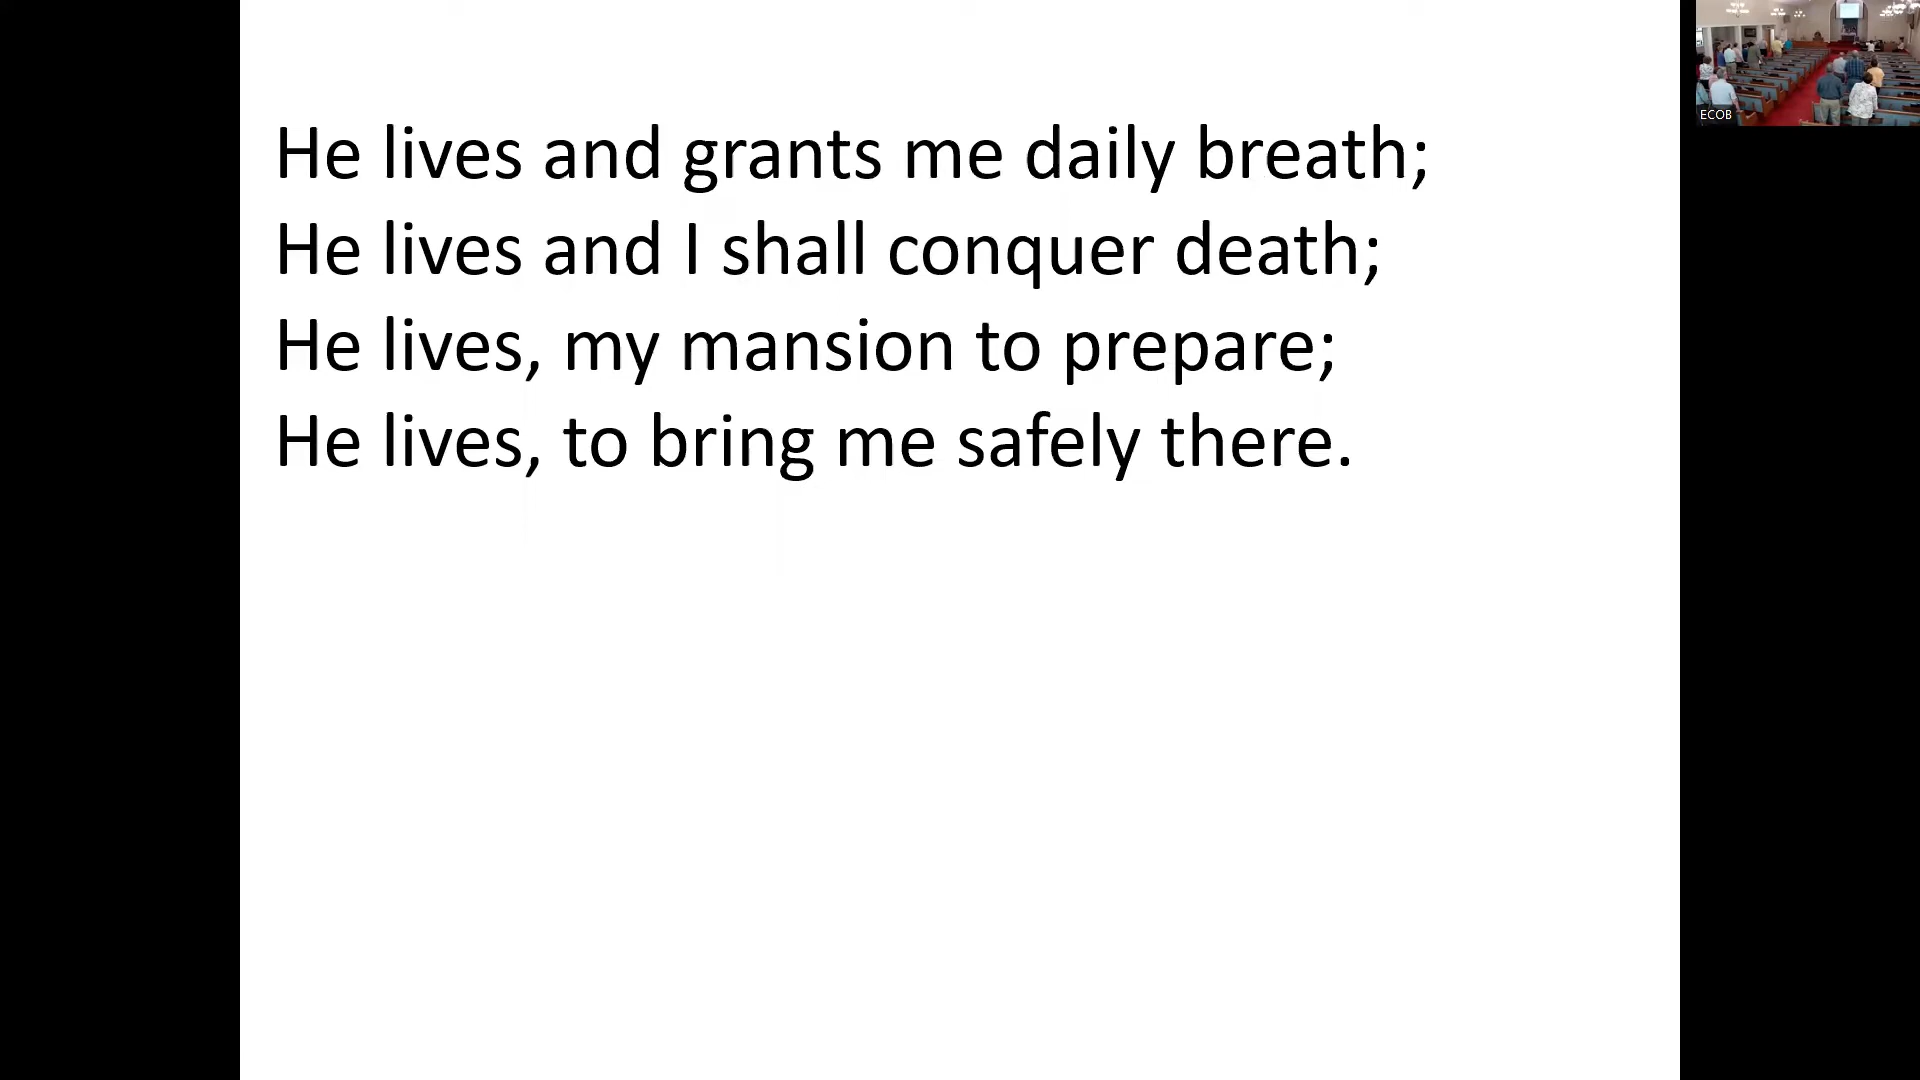 He lives and grants me daily breath;
He lives and I shall conquer death;
He lives, my mansion to prepare;
He lives, to bring me safely there.
ECOB